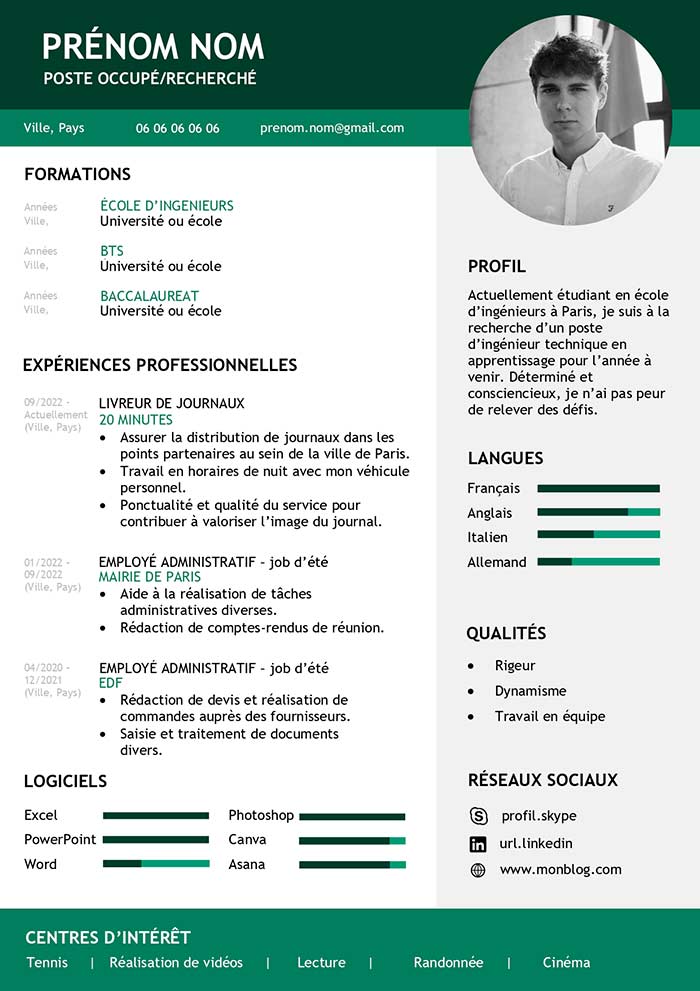 PRÉNOM NOM
POSTE OCCUPÉ/RECHERCHÉ
Ville, Pays 06 06 06 06 06 prenom.nom@gmail.com
FORMATIONS
Années ÉCOLE D’INGENIEURS
Ville, Université ou école
Années BTS
Ville, Université ou école
Années BACCALAUREAT
Ville, Université ou école
EXPÉRIENCES PROFESSIONNELLES
09/2022 –
Actuellement
(Ville, Pays)
LIVREUR DE JOURNAUX
20 MINUTES
• Assurer la distribution de journaux dans les
points partenaires au sein de la ville de Paris.
• Travail en horaires de nuit avec mon véhicule
personnel.
• Ponctualité et qualité du service pour
contribuer à valoriser l’image du journal.
01/2022 –
09/2022
(Ville, Pays)
EMPLOYÉ ADMINISTRATIF – job d’été
MAIRIE DE PARIS
• Aide à la réalisation de tâches
administratives diverses.
• Rédaction de comptes-rendus de réunion.
04/2020 –
12/2021
(Ville, Pays)
EMPLOYÉ ADMINISTRATIF – job d’été
EDF
• Rédaction de devis et réalisation de
commandes auprès des fournisseurs.
• Saisie et traitement de documents
divers.
LOGICIELS
Excel Photoshop
PowerPoint Canva
Word Asana
PROFIL
Actuellement étudiant en école
d’ingénieurs à Paris, je suis à la
recherche d’un poste
d’ingénieur technique en
apprentissage pour l’année à
venir. Déterminé et
consciencieux, je n’ai pas peur
de relever des défis.
LANGUES
Français
Anglais
Italien
Allemand
QUALITÉS
• Rigeur
• Dynamisme
• Travail en équipe
RÉSEAUX SOCIAUX
profil.skype
url.linkedin
www.monblog.com
CENTRES D’INTÉRÊT
Tennis | Réalisation de vidéos | Lecture | Randonnée | Cinéma